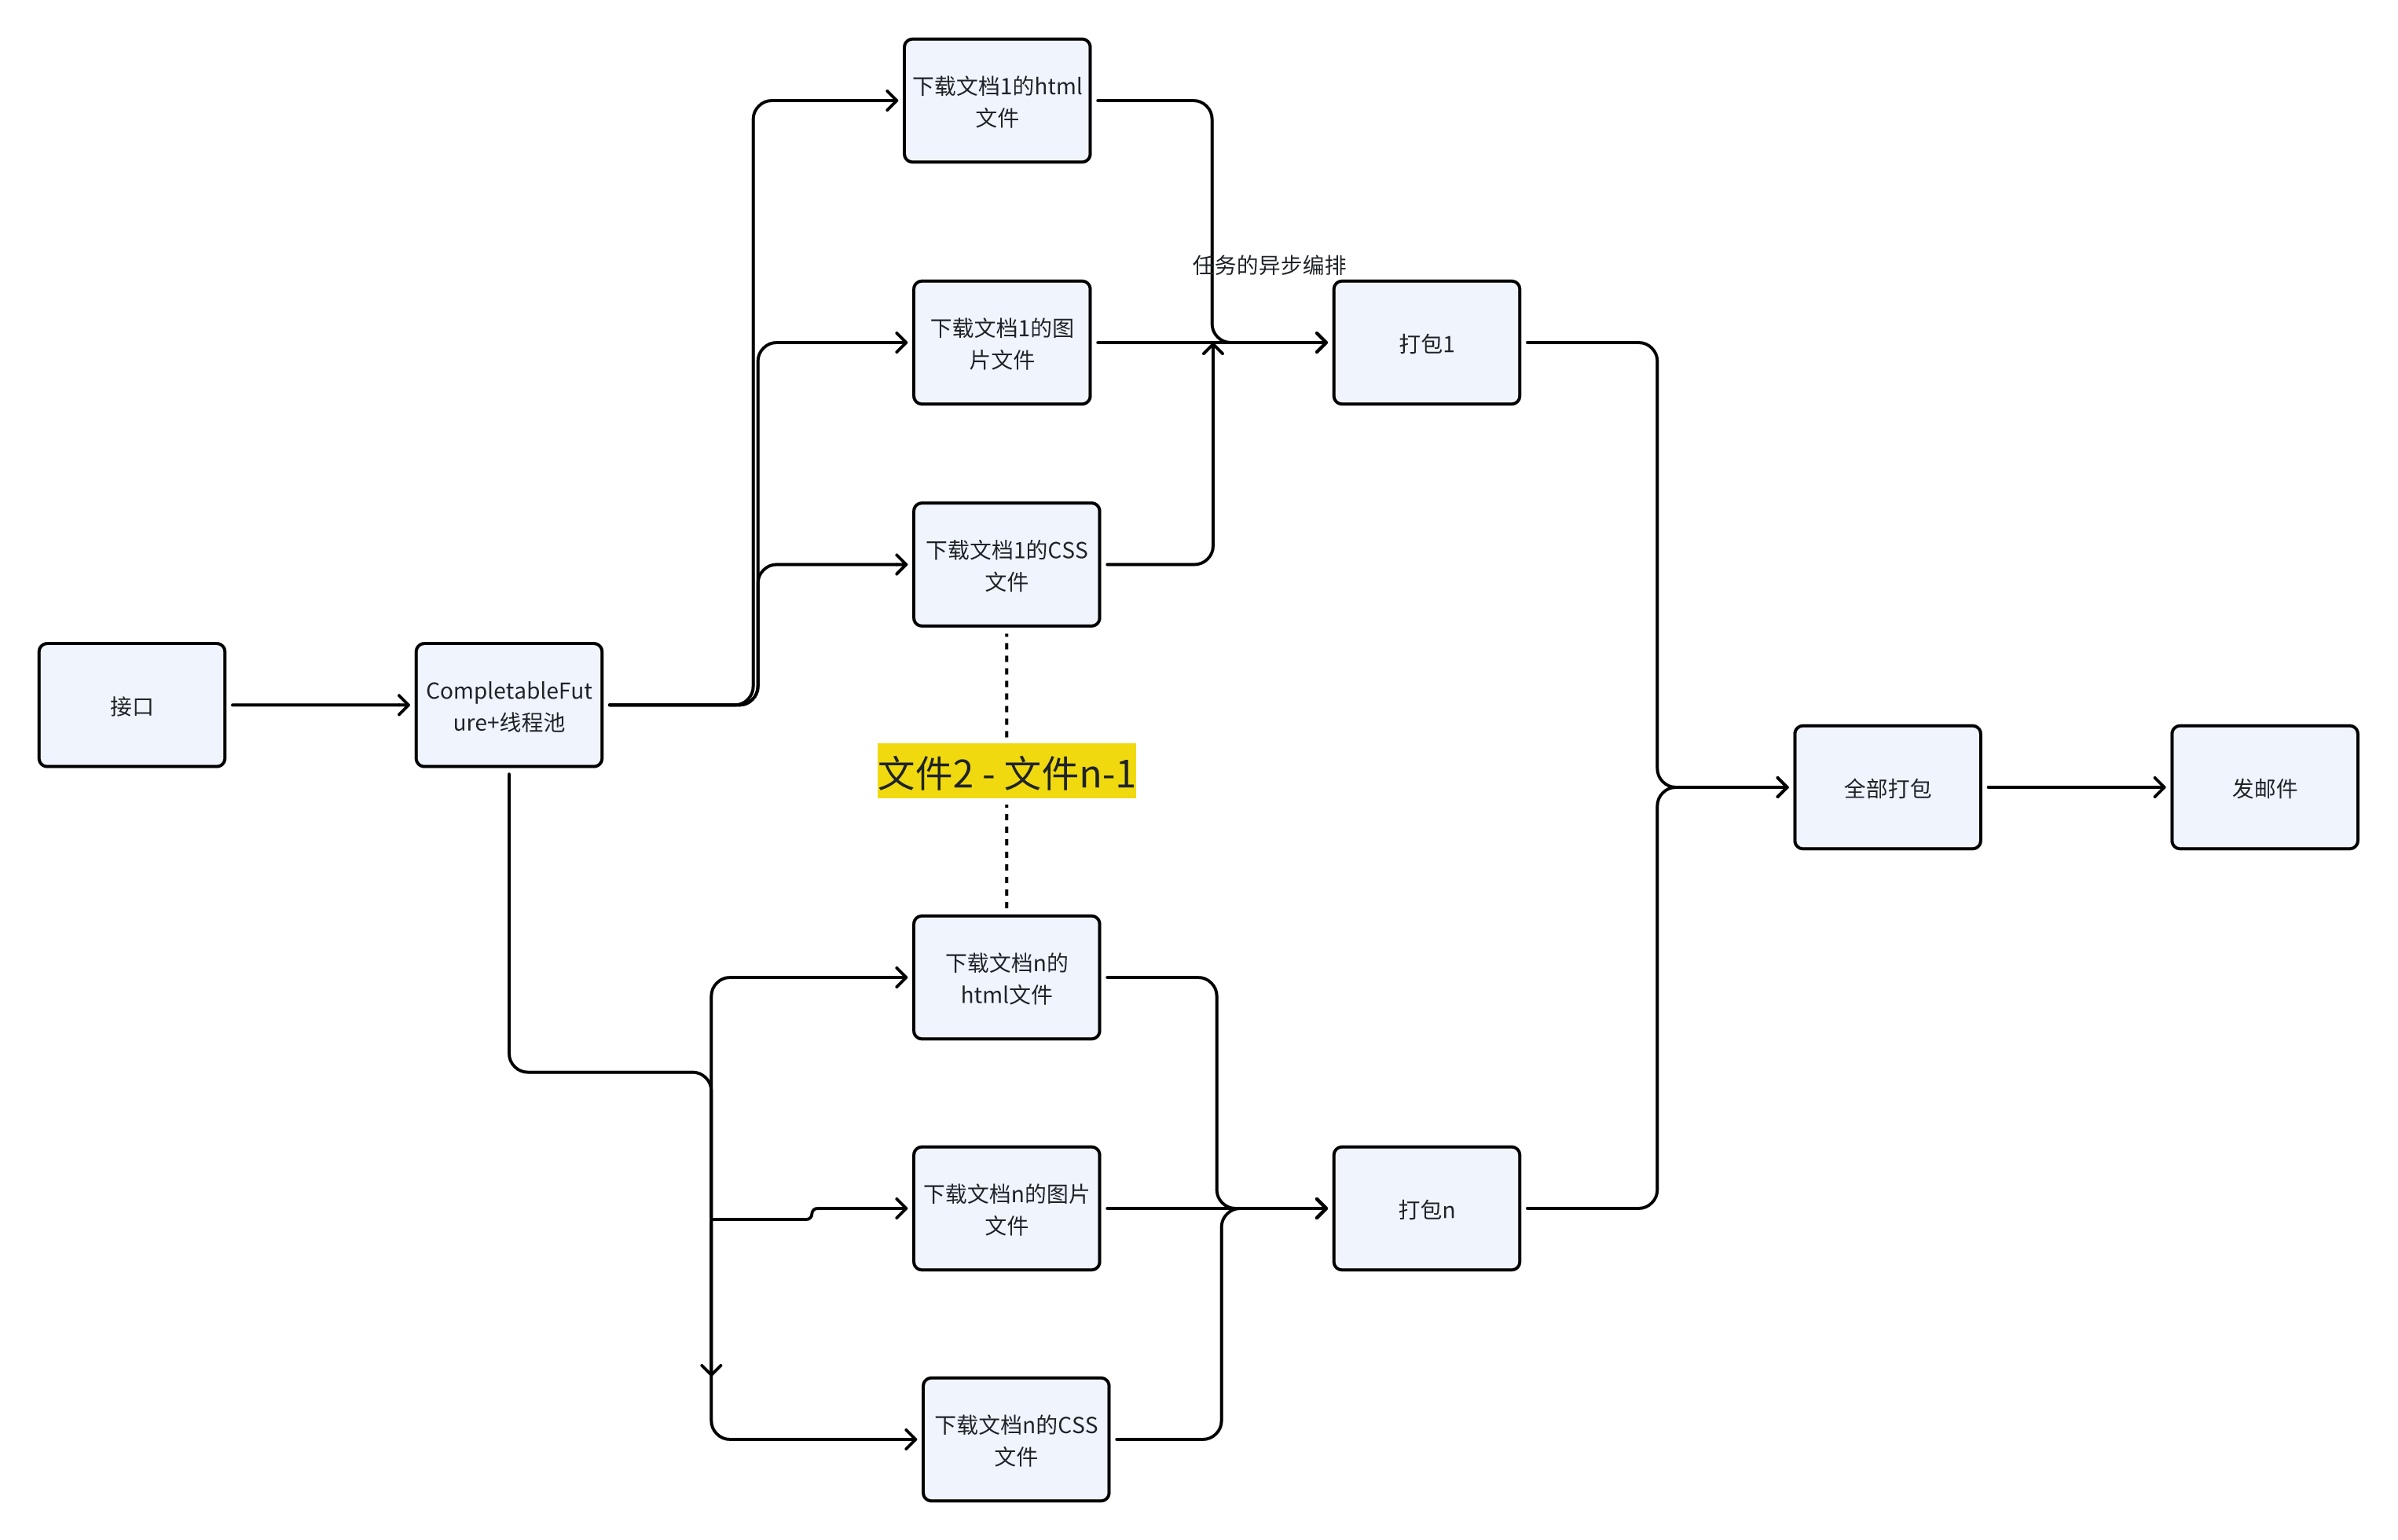 下载文档1的html
文件
任务的异步编排
下载文档1的图
片文件
打包1
下载文档1的CSS
文件
接口
CompletableFut
ure+线程池
文件2 - 文件n-1
全部打包
发邮件
下载文档n的
html文件
下载文档n的图片
文件
打包n
下载文档n的CSS
文件